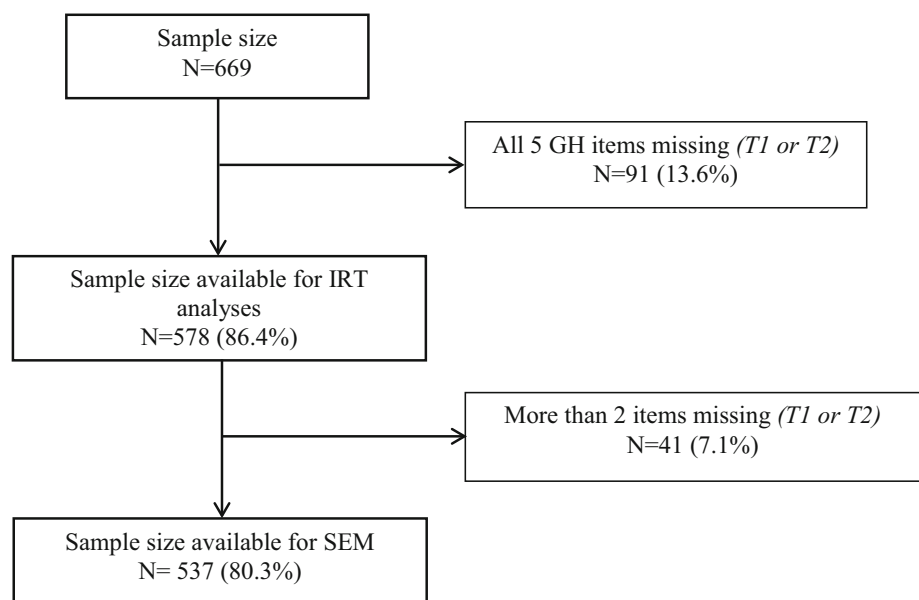 Sample size
N=669
All 5 GH items missing (T1 or T2)
N=91 (13.6%)
Sample size available for IRT
analyses
N=578 (86.4%)
More than 2 items missing (T1 or T2)
N=41 (7.1%)
Sample size available for SEM
N= 537 (80.3%)